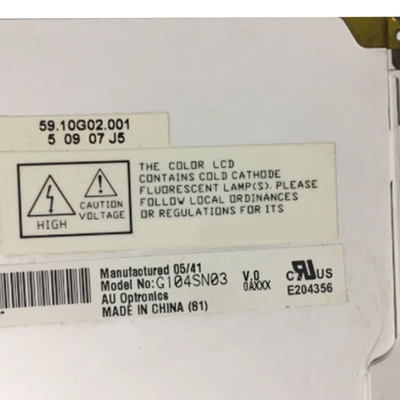 59.10G02.001
5 09 07 J5
THE COLOR LCD
CONTAINS COLD CATHODE
FLUORESCENT LAMP(S). PLEASE
FOLLOW LOCAL ORDINANCES
OR REGULATIONS FOR ITS
CAUTION
HIGH VOLTAGE
Manufactured 05/41
Model No:G104SN03 V.0
AU Optronics 0AXXX
MADE IN CHINA (81)
C RU US
E204356